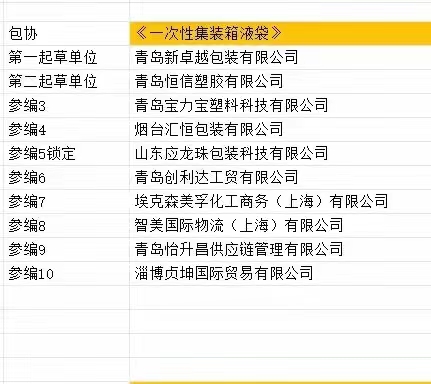 包协 《一次性集装箱液袋》
第一起草单位 青岛新卓越包装有限公司
第二起草单位 青岛恒信塑胶有限公司
参编3 青岛宝力宝塑料科技有限公司
参编4 烟台汇恒包装有限公司
参编5锁定 山东应龙珠包装科技有限公司
参编6 青岛创利达工贸有限公司
参编7 埃克森美孚化工商务（上海）有限公司
参编8 智美国际物流（上海）有限公司
参编9 青岛怡升昌供应链管理有限公司
参编10 淄博贞坤国际贸易有限公司